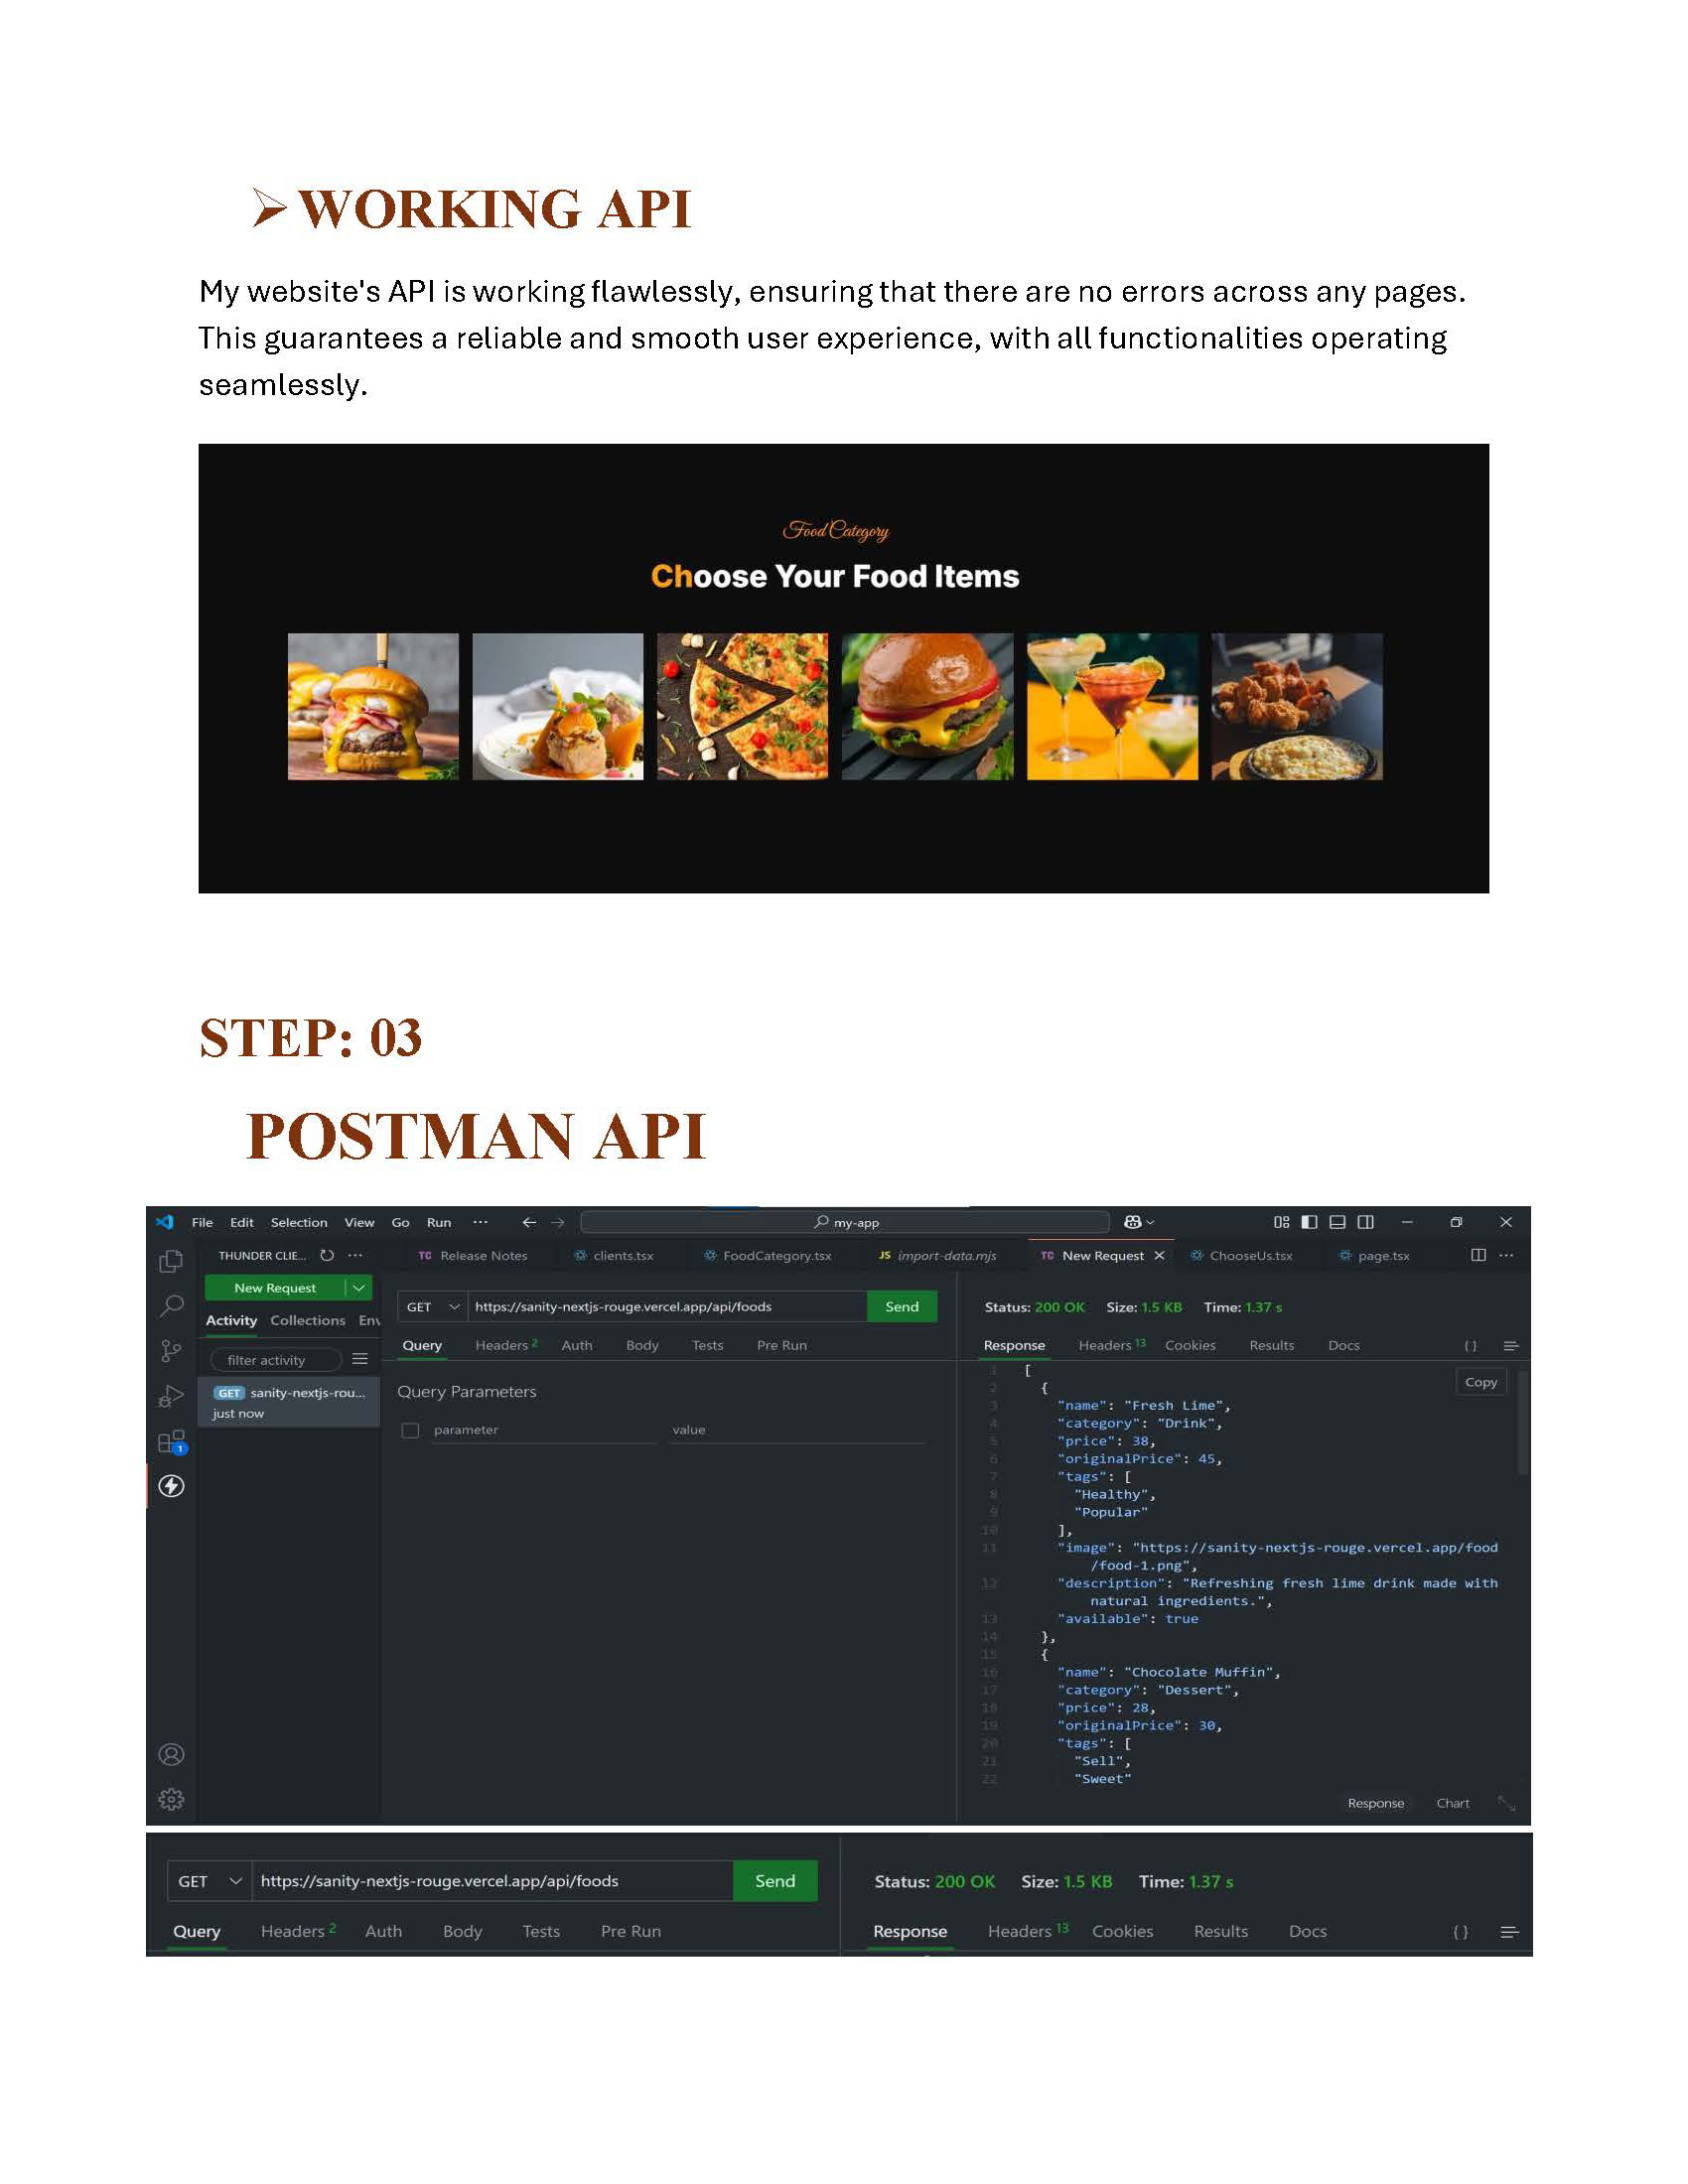 ➢ WORKING API
My website's API is working flawlessly, ensuring that there are no errors across any pages.
This guarantees a reliable and smooth user experience, with all functionalities operating
seamlessly.
Food Category
Choose Your Food Items
STEP: 03
POSTMAN API
File Edit Selection View Go Run ··· my-app
THUNDER CLIE... ··· TC Release Notes clients.tsx FoodCategory.tsx JS import-data.mjs TC New Request ChooseUs.tsx page.tsx ···
New Request
Activity Collections Env
filter activity
GET sanity-nextjs-rou...
just now
GET https://sanity-nextjs-rouge.vercel.app/api/foods Send
Query Headers 2 Auth Body Tests Pre Run
Query Parameters
parameter value
Status: 200 OK Size: 1.5 KB Time: 1.37 s
Response Headers 13 Cookies Results Docs { }
Copy
1 [
2 {
3 "name": "Fresh Lime",
4 "category": "Drink",
5 "price": 38,
6 "originalPrice": 45,
7 "tags": [
8 "Healthy",
9 "Popular"
10 ],
11 "image": "https://sanity-nextjs-rouge.vercel.app/food
/food-1.png",
12 "description": "Refreshing fresh lime drink made with
natural ingredients.",
13 "available": true
14 },
15 {
16 "name": "Chocolate Muffin",
17 "category": "Dessert",
18 "price": 28,
19 "originalPrice": 30,
20 "tags": [
21 "Sell",
22 "Sweet"
Response Chart
1
GET https://sanity-nextjs-rouge.vercel.app/api/foods Send Status: 200 OK Size: 1.5 KB Time: 1.37 s
Query Headers 2 Auth Body Tests Pre Run Response Headers 13 Cookies Results Docs { }